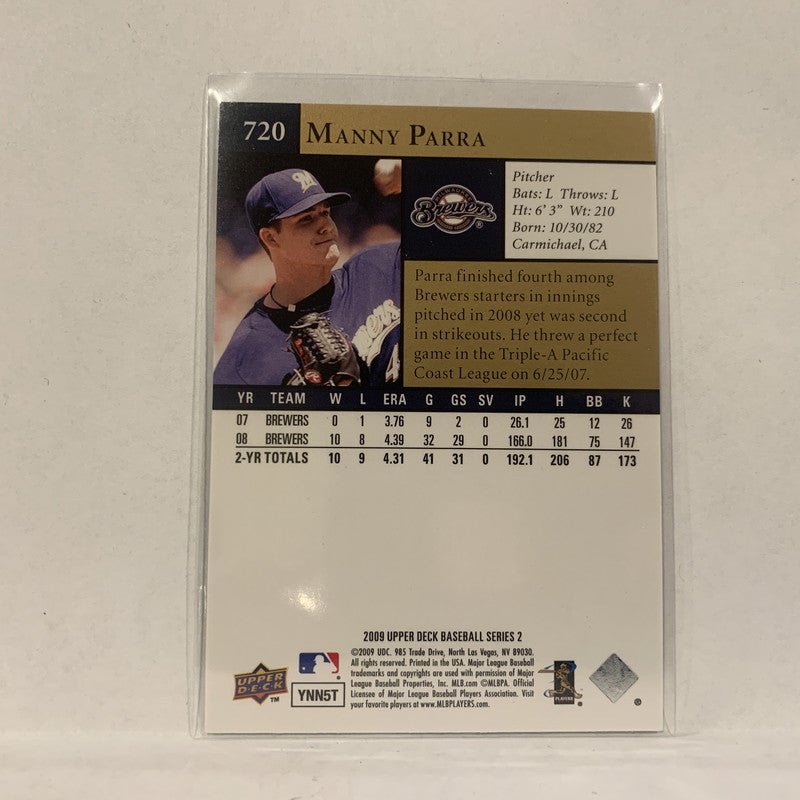 720 MANNY PARRA
MILWAUKEE
Brewers
Pitcher
Bats: L Throws: L
Ht: 6' 3" Wt: 210
Born: 10/30/82
Carmichael, CA
Parra finished fourth among
Brewers starters in innings
pitched in 2008 yet was second
in strikeouts. He threw a perfect
game in the Triple-A Pacific
Coast League on 6/25/07.
YR TEAM W L ERA G GS SV IP H BB K
07 BREWERS 0 1 3.76 9 2 0 26.1 25 12 26
08 BREWERS 10 8 4.39 32 29 0 166.0 181 75 147
2-YR TOTALS 10 9 4.31 41 31 0 192.1 206 87 173
2009 UPPER DECK BASEBALL SERIES 2
©2009 UDC. 985 Trade Drive, North Las Vegas, NV 89030.
All rights reserved. Printed in the USA. Major League Baseball
trademarks and copyrights are used with permission of Major
League Baseball Properties, Inc. MLB.com ©MLBPA. Official
Licensee of Major League Baseball Players Association. Visit
your favorite players at www.MLBPLAYERS.com.
UPPER
DECK
TM
YNN5T
PLAYERS